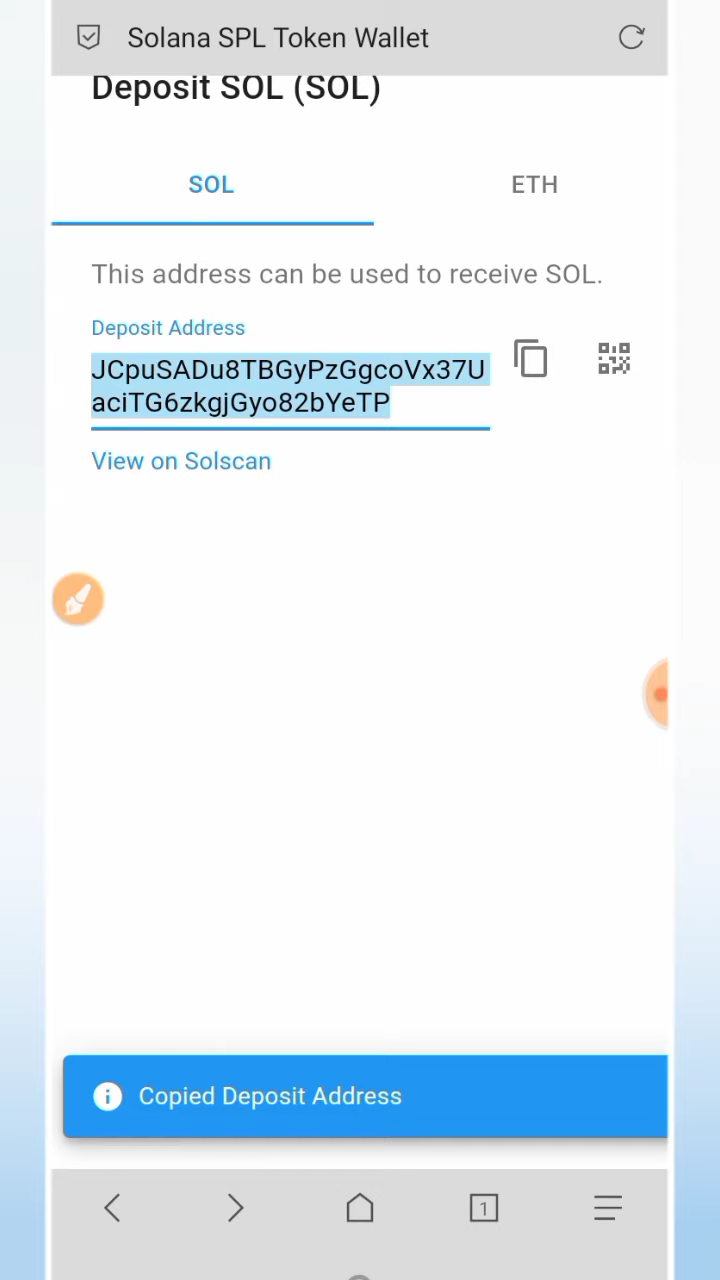 Solana SPL Token Wallet
Deposit SOL (SOL)
SOL
ETH
This address can be used to receive SOL.
Deposit Address
JCpuSADu8TBGyPzGgcoVx37U
aciTG6zkgjGyo82bYeTP
View on Solscan
Copied Deposit Address
1